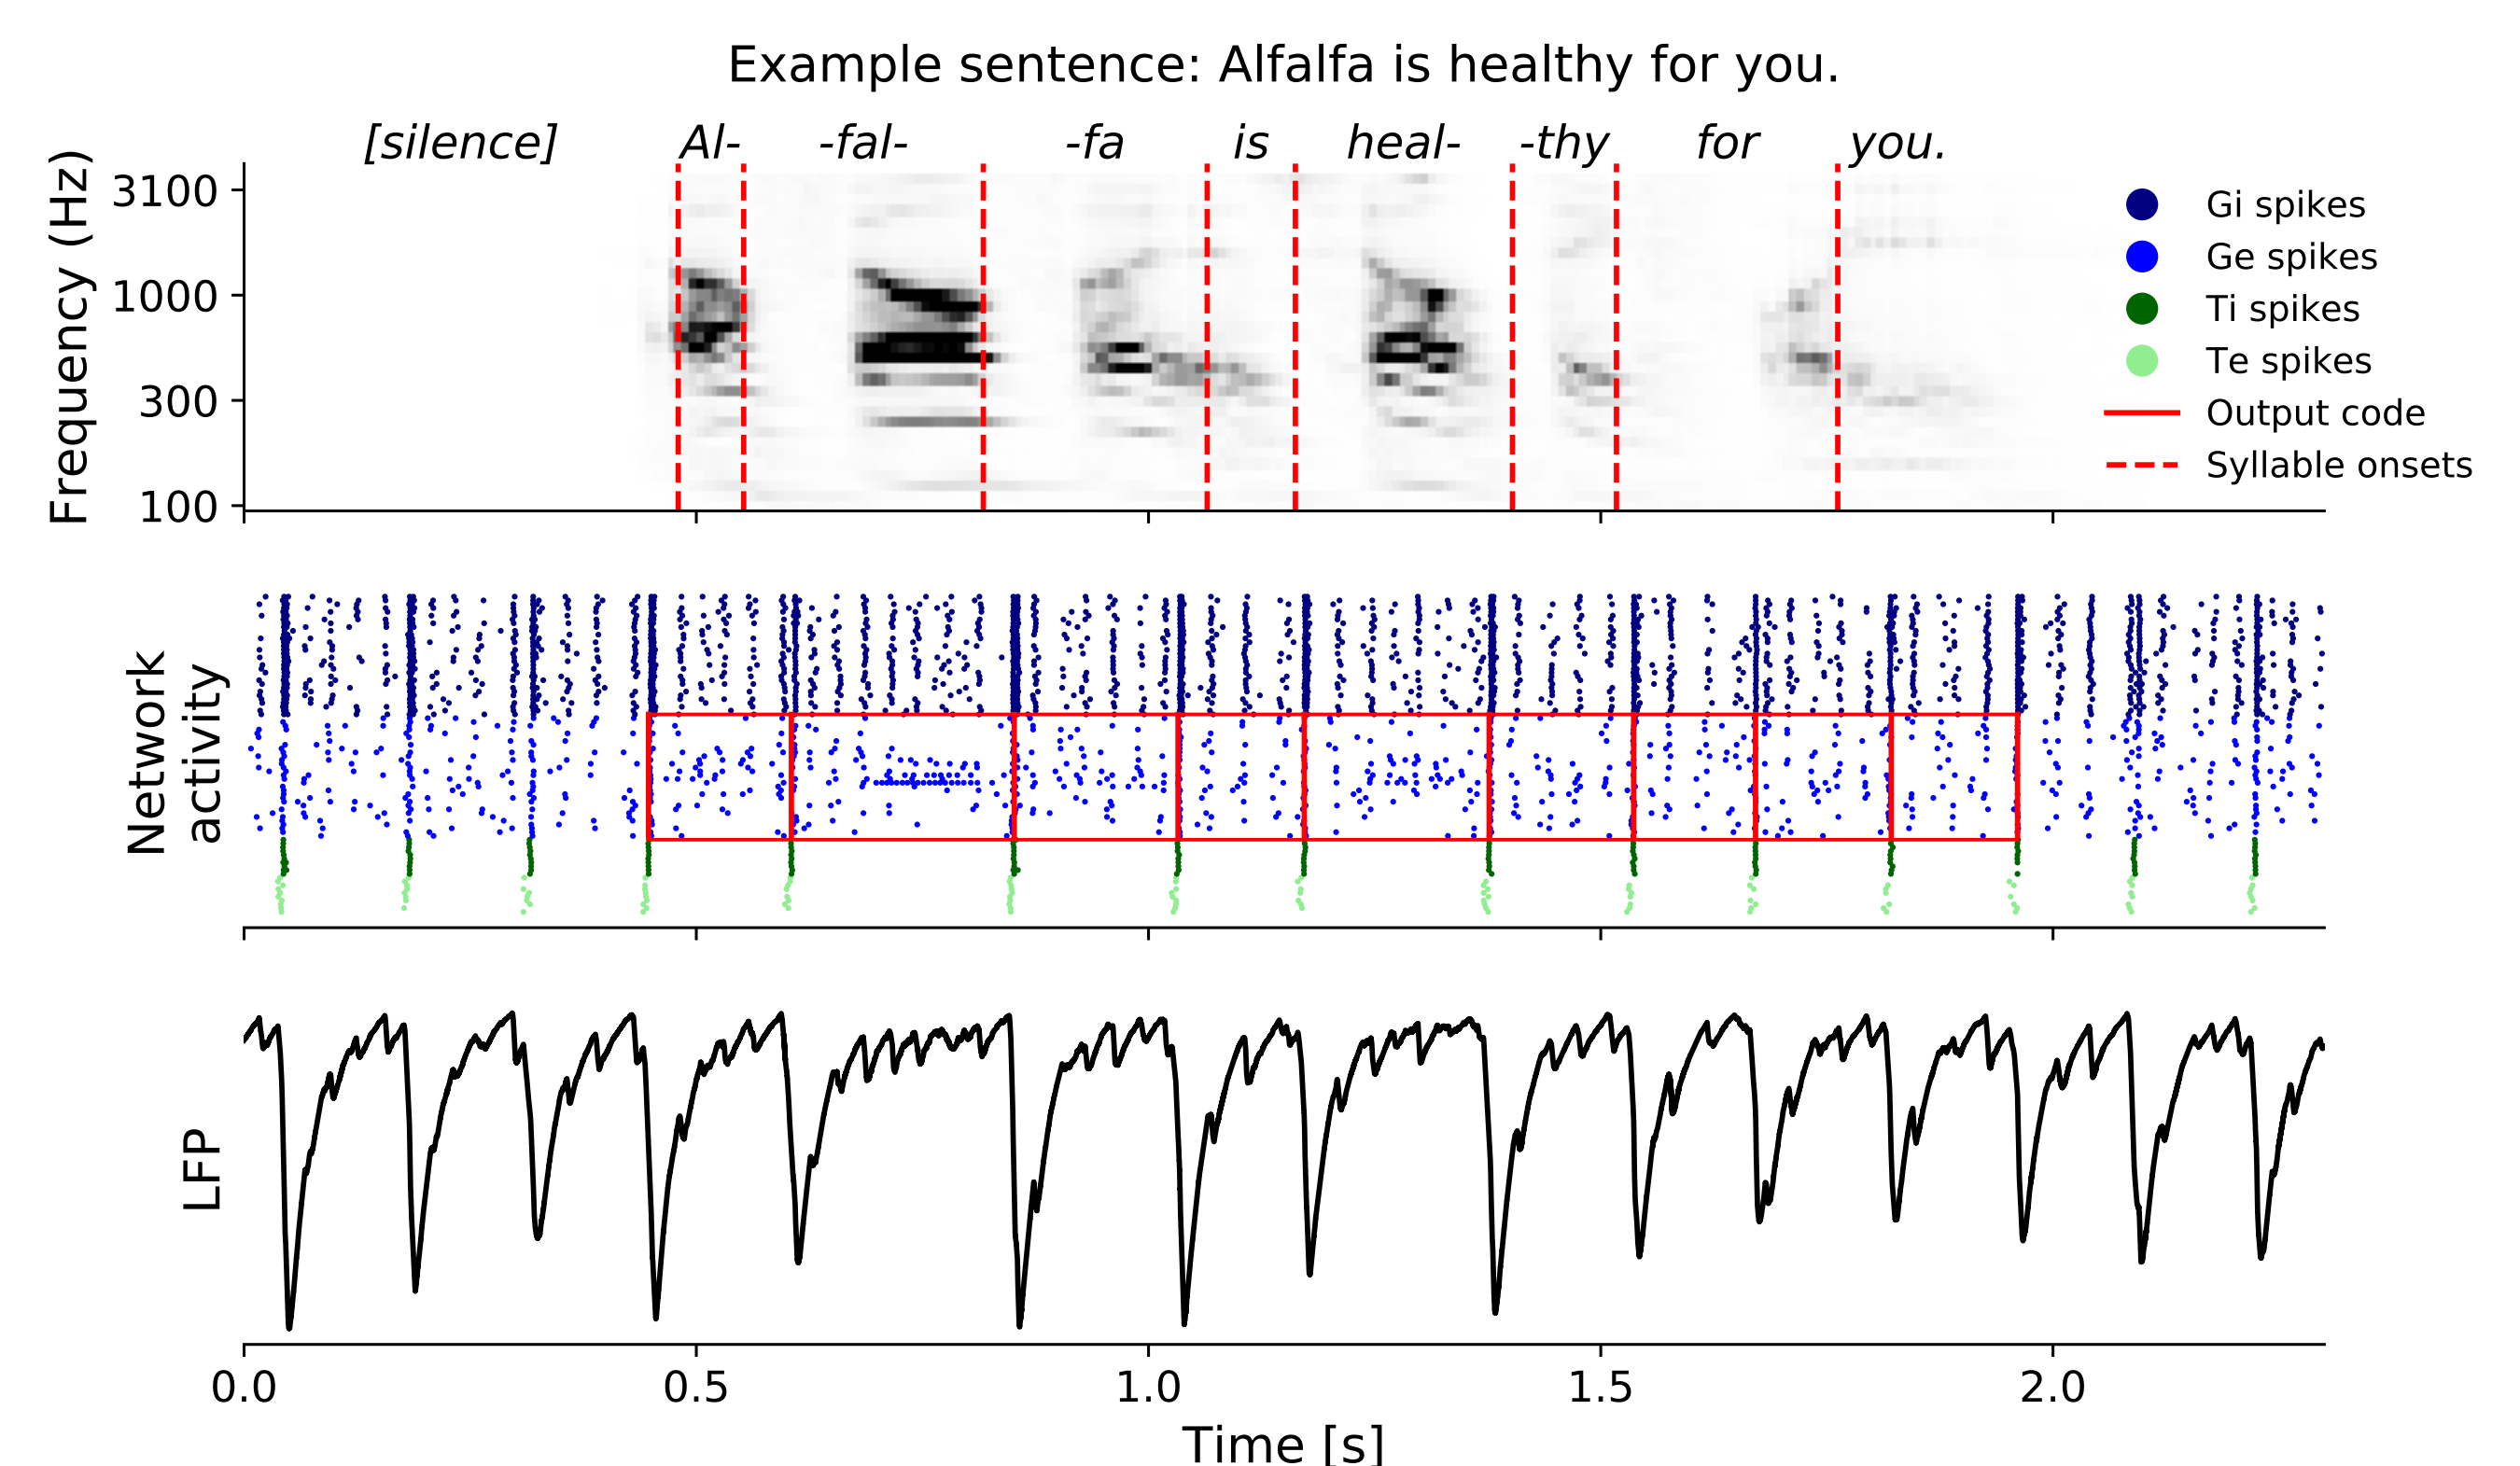 Example sentence: Alfalfa is healthy for you.
[silence] Al- -fal- -fa is heal- -thy for you.
Frequency (Hz)
3100
1000
300
100
Gi spikes
Ge spikes
Ti spikes
Te spikes
Output code
Syllable onsets
Network
activity
LFP
0.0 0.5 1.0 1.5 2.0
Time [s]